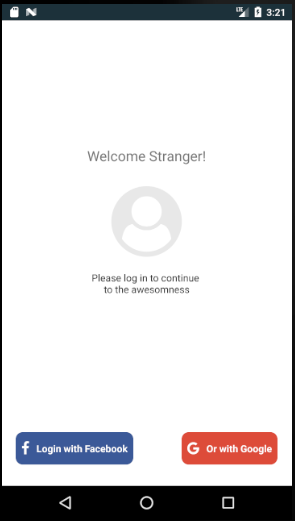 LTE 3:21
Welcome Stranger!
Please log in to continue
to the awesomness
f Login with Facebook
G Or with Google